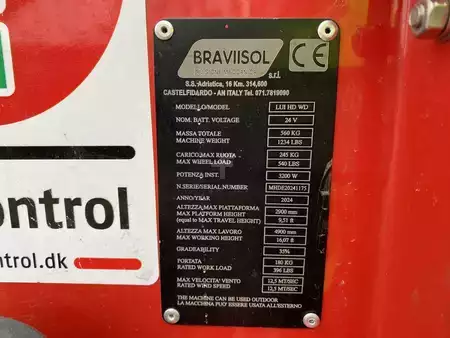 BRAVIISOL
CE
s.r.l.
S.S. Adriatica, 16 Km. 314,600
CASTELFIDARDO - AN ITALY Tel. 071.7819090
MODELLO/MODEL LUI HD WD
NOM. BATT. VOLTAGE 24 V
MASSA TOTALE 560 KG
MACHINE WEIGHT 1234 LBS
CARICO MAX RUOTA 245 KG
MAX WHEEL LOAD 540 LBS
POTENZA INST. 3200 W
N.SERIE/SERIAL NUMBER MHDE20241175
ANNO/YEAR 2024
ALTEZZA MAX PIATTAFORMA 2900 mm
MAX PLATFORM HEIGHT 9,51 ft
(equal to MAX TRAVEL HEIGHT)
ALTEZZA MAX LAVORO 4900 mm
MAX WORKING HEIGHT 16,07 ft
GRADEABILITY 35%
PORTATA 180 KG
RATED WORK LOAD 396 LBS
MAX VELOCITA' VENTO 12,5 MT/SEC
RATED WIND SPEED 12,5 MT/SEC
THE MACHINE CAN BE USED OUTDOOR
LA MACCHINA PUO' ESSERE USATA ALL'ESTERNO
ontrol
ntrol.dk